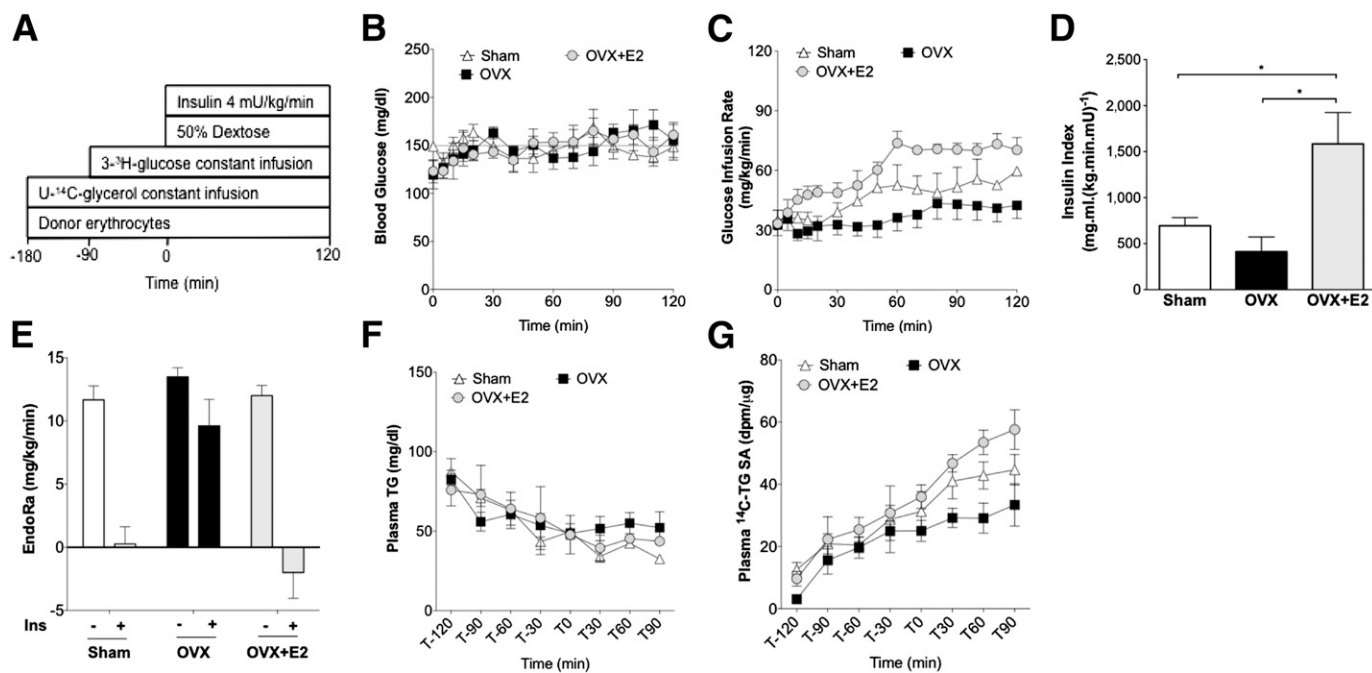 A
Insulin 4 mU/kg/min
50% Dextose
3-³H-glucose constant infusion
U-¹⁴C-glycerol constant infusion
Donor erythrocytes
-180 -90 0 120
Time (min)
B
Sham OVX+E2
OVX
Blood Glucose (mg/dl)
250
200
150
100
50
0
0 30 60 90 120
Time (min)
C
Sham OVX
OVX+E2
Glucose Infusion Rate
(mg/kg/min)
120
90
60
30
0
0 30 60 90 120
Time (min)
D
Insulin Index
(mg.ml.(kg.min.mU)⁻¹)
2,500
2,000
1,500
1,000
500
0
*
*
Sham OVX OVX+E2
E
EndoRa (mg/kg/min)
15
10
5
0
-5
Ins - + - + - +
Sham OVX OVX+E2
F
Sham OVX
OVX+E2
Plasma TG (mg/dl)
150
100
50
0
T-120 T-90 T-60 T-30 T0 T30 T60 T90
Time (min)
G
Sham OVX
OVX+E2
Plasma ¹⁴C-TG SA (dpm/µg)
80
60
40
20
0
T-120 T-90 T-60 T-30 T0 T30 T60 T90
Time (min)